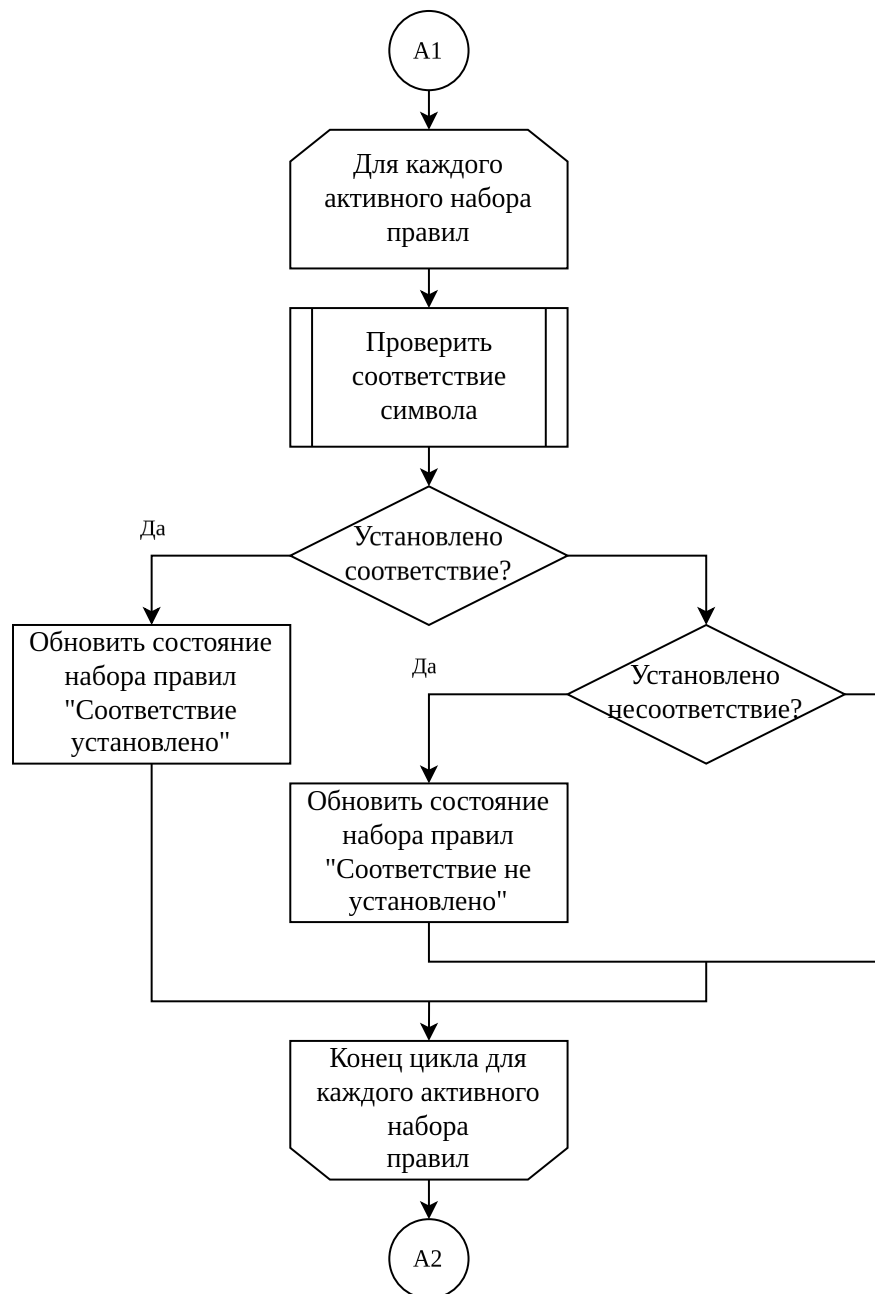 A1
Для каждого
активного набора
правил
Проверить
соответствие
символа
Да
Установлено
соответствие?
Обновить состояние
набора правил
"Соответствие
установлено"
Да
Установлено
несоответствие?
Обновить состояние
набора правил
"Соответствие не
установлено"
Конец цикла для
каждого активного
набора
правил
A2